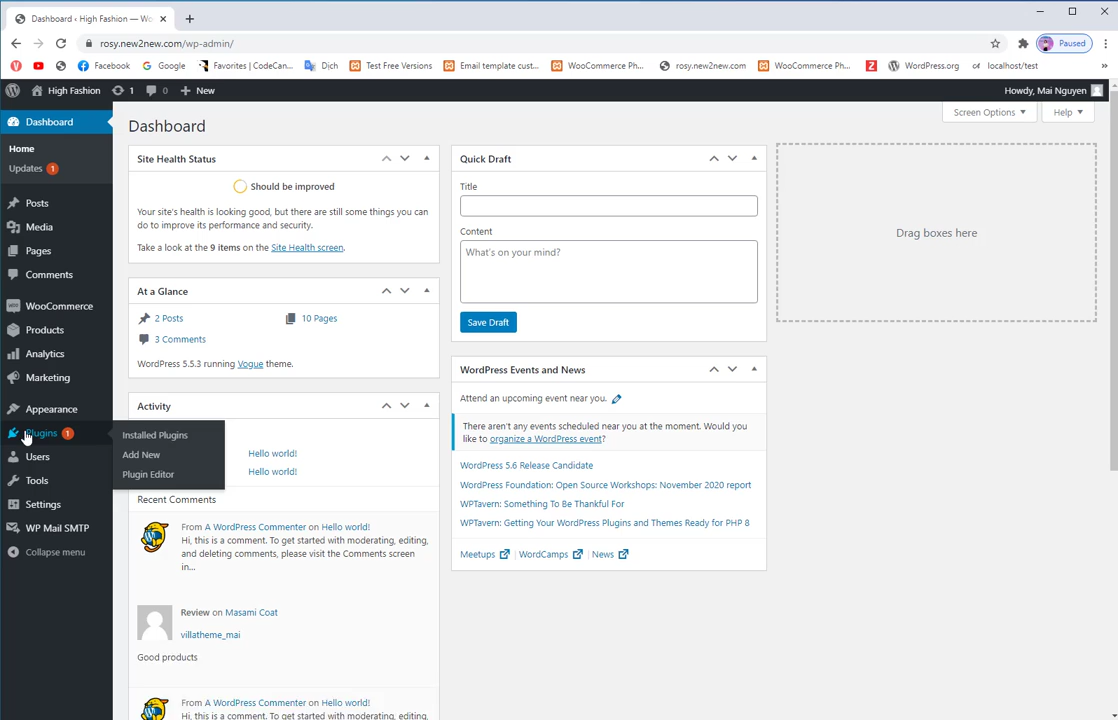 Dashboard ‹ High Fashion — Wo
rosy.new2new.com/wp-admin/
Paused
Facebook
Google
Favorites | CodeCan...
Dịch
Test Free Versions
Email template cust...
WooCommerce Ph...
rosy.new2new.com
WooCommerce Ph...
WordPress.org
localhost/test
High Fashion
1
0
New
Howdy, Mai Nguyen
Dashboard
Home
Updates 1
Posts
Media
Pages
Comments
WooCommerce
Products
Analytics
Marketing
Appearance
Plugins 1
Users
Tools
Settings
WP Mail SMTP
Collapse menu
Installed Plugins
Add New
Plugin Editor
Dashboard
Screen Options
Help
Site Health Status
Should be improved
Your site's health is looking good, but there are still some things you can
do to improve its performance and security.
Take a look at the 9 items on the Site Health screen.
At a Glance
2 Posts
10 Pages
3 Comments
WordPress 5.5.3 running Vogue theme.
Activity
Hello world!
Hello world!
Recent Comments
From A WordPress Commenter on Hello world!
Hi, this is a comment. To get started with moderating, editing,
and deleting comments, please visit the Comments screen
in...
Review on Masami Coat
villatheme_mai
Good products
From A WordPress Commenter on Hello world!
Hi, this is a comment. To get started with moderating, editing,
Quick Draft
Title
Content
What's on your mind?
Save Draft
WordPress Events and News
Attend an upcoming event near you.
There aren't any events scheduled near you at the moment. Would you
like to organize a WordPress event?
WordPress 5.6 Release Candidate
WordPress Foundation: Open Source Workshops: November 2020 report
WPTavern: Something To Be Thankful For
WPTavern: Getting Your WordPress Plugins and Themes Ready for PHP 8
Meetups | WordCamps | News
Drag boxes here